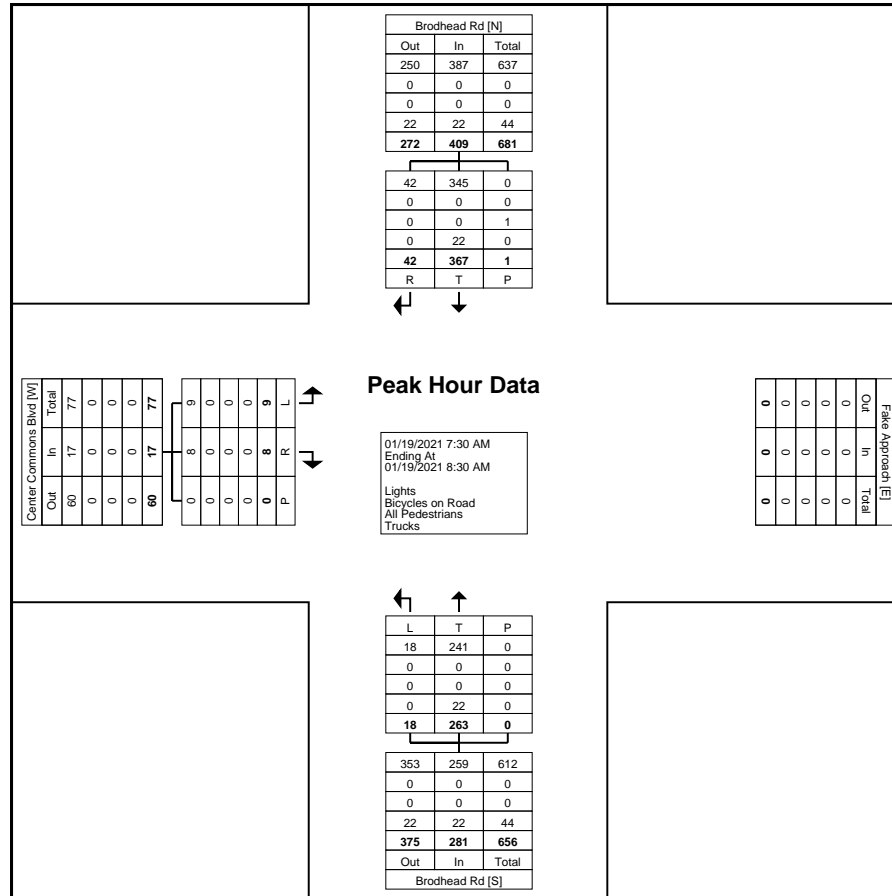 Brodhead Rd [N]
Out In Total
250 387 637
0 0 0
0 0 0
22 22 44
272 409 681
42 345 0
0 0 0
0 0 1
0 22 0
42 367 1
R T P
Center Commons Blvd [W]
Total In Out
77 17 60
0 0 0
0 0 0
0 0 0
77 17 60
9 8 0
0 0 0
0 0 0
0 0 0
9 8 0
L R P
Peak Hour Data
01/19/2021 7:30 AM
Ending At
01/19/2021 8:30 AM
Lights
Bicycles on Road
All Pedestrians
Trucks
Fake Approach [E]
Out In Total
0 0 0
0 0 0
0 0 0
0 0 0
0 0 0
L T P
18 241 0
0 0 0
0 0 0
0 22 0
18 263 0
353 259 612
0 0 0
0 0 0
22 22 44
375 281 656
Out In Total
Brodhead Rd [S]